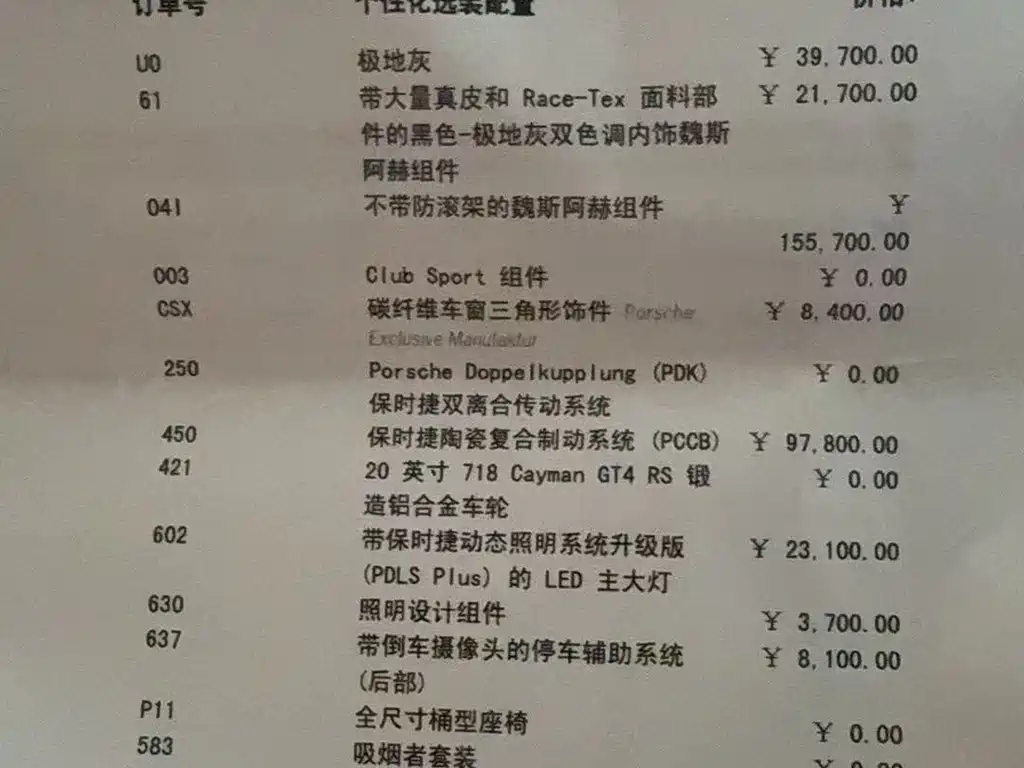 订单号 个性化选装配置 价格:
U0 极地灰 ￥ 39,700.00
61 带大量真皮和 Race-Tex 面料部 ￥ 21,700.00
件的黑色-极地灰双色调内饰魏斯
阿赫组件
04I 不带防滚架的魏斯阿赫组件 ￥
155,700.00
003 Club Sport 组件 ￥ 0.00
CSX 碳纤维车窗三角形饰件 Porsche ￥ 8,400.00
Exclusive Manufaktur
250 Porsche Doppelkupplung (PDK) ￥ 0.00
保时捷双离合传动系统
450 保时捷陶瓷复合制动系统 (PCCB) ￥ 97,800.00
421 20 英寸 718 Cayman GT4 RS 锻 ￥ 0.00
造铝合金车轮
602 带保时捷动态照明系统升级版 ￥ 23,100.00
(PDLS Plus) 的 LED 主大灯
630 照明设计组件 ￥ 3,700.00
637 带倒车摄像头的停车辅助系统 ￥ 8,100.00
(后部)
P11 全尺寸桶型座椅 ￥ 0.00
583 吸烟者套装 ￥